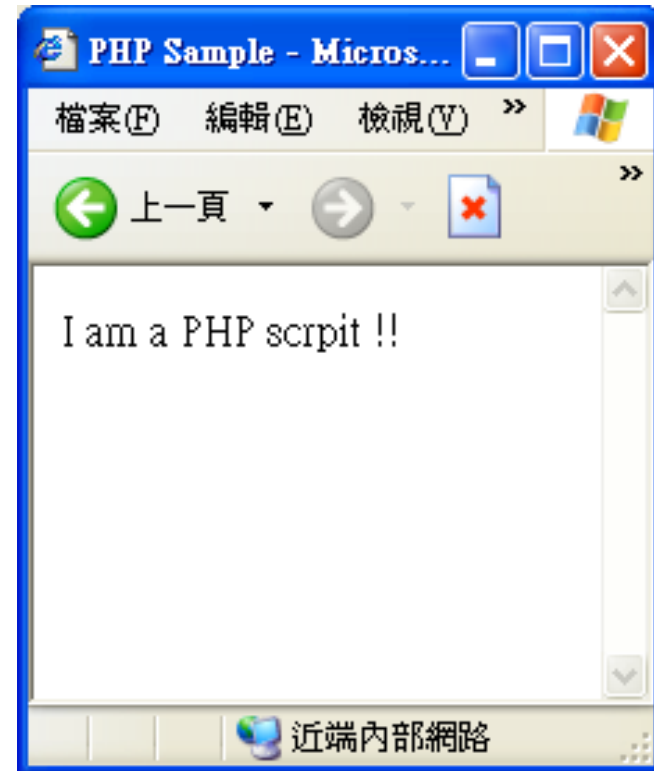 PHP Sample - Micros...
檔案(F) 編輯(E) 檢視(V) »
上一頁 »
I am a PHP scrpit !!
近端內部網路